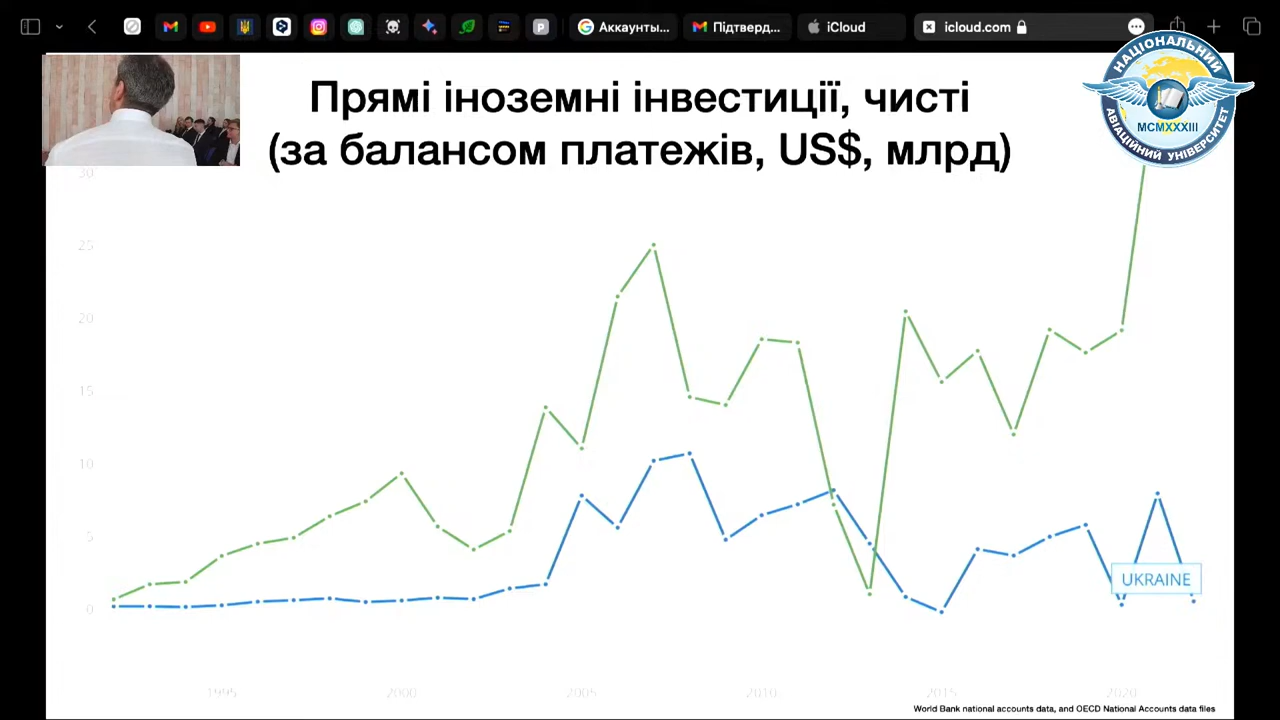 Аккаунты...
Підтверд...
iCloud
icloud.com
Прямі іноземні інвестиції, чисті
(за балансом платежів, US$, млрд)
НАЦІОНАЛЬНИЙ
АВІАЦІЙНИЙ УНІВЕРСИТЕТ
MCMXXXIII
30
25
20
15
10
5
0
UKRAINE
1995
2000
2005
2010
2015
2020
World Bank national accounts data, and OECD National Accounts data files